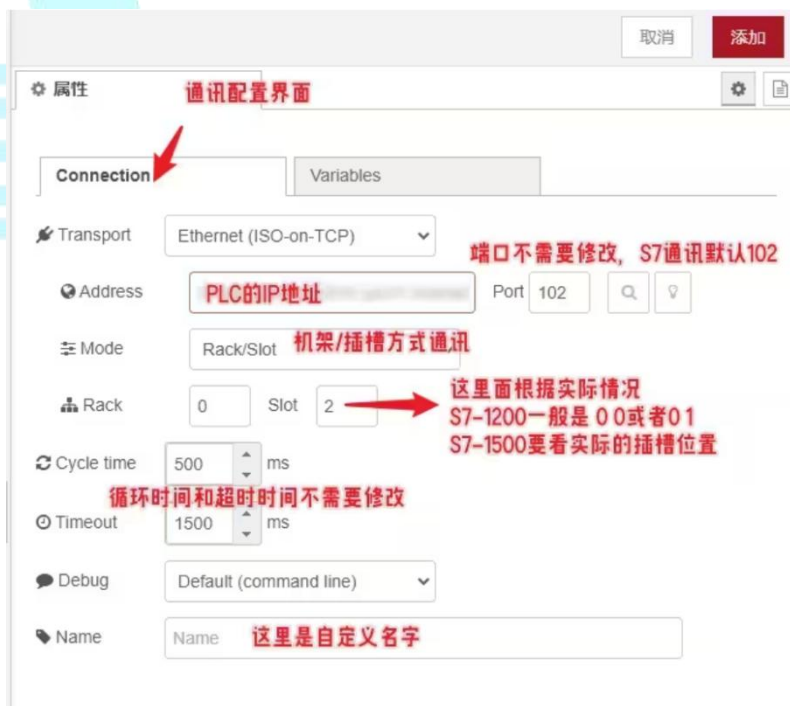 取消 添加
属性 通讯配置界面
Connection Variables
Transport Ethernet (ISO-on-TCP)
端口不需要修改, S7通讯默认102
Address PLC的IP地址 Port 102
Mode Rack/Slot 机架/插槽方式通讯
Rack 0 Slot 2
这里面根据实际情况
S7-1200一般是 0 0或者0 1
S7-1500要看实际的插槽位置
Cycle time 500 ms
循环时间和超时时间不需要修改
Timeout 1500 ms
Debug Default (command line)
Name Name 这里是自定义名字